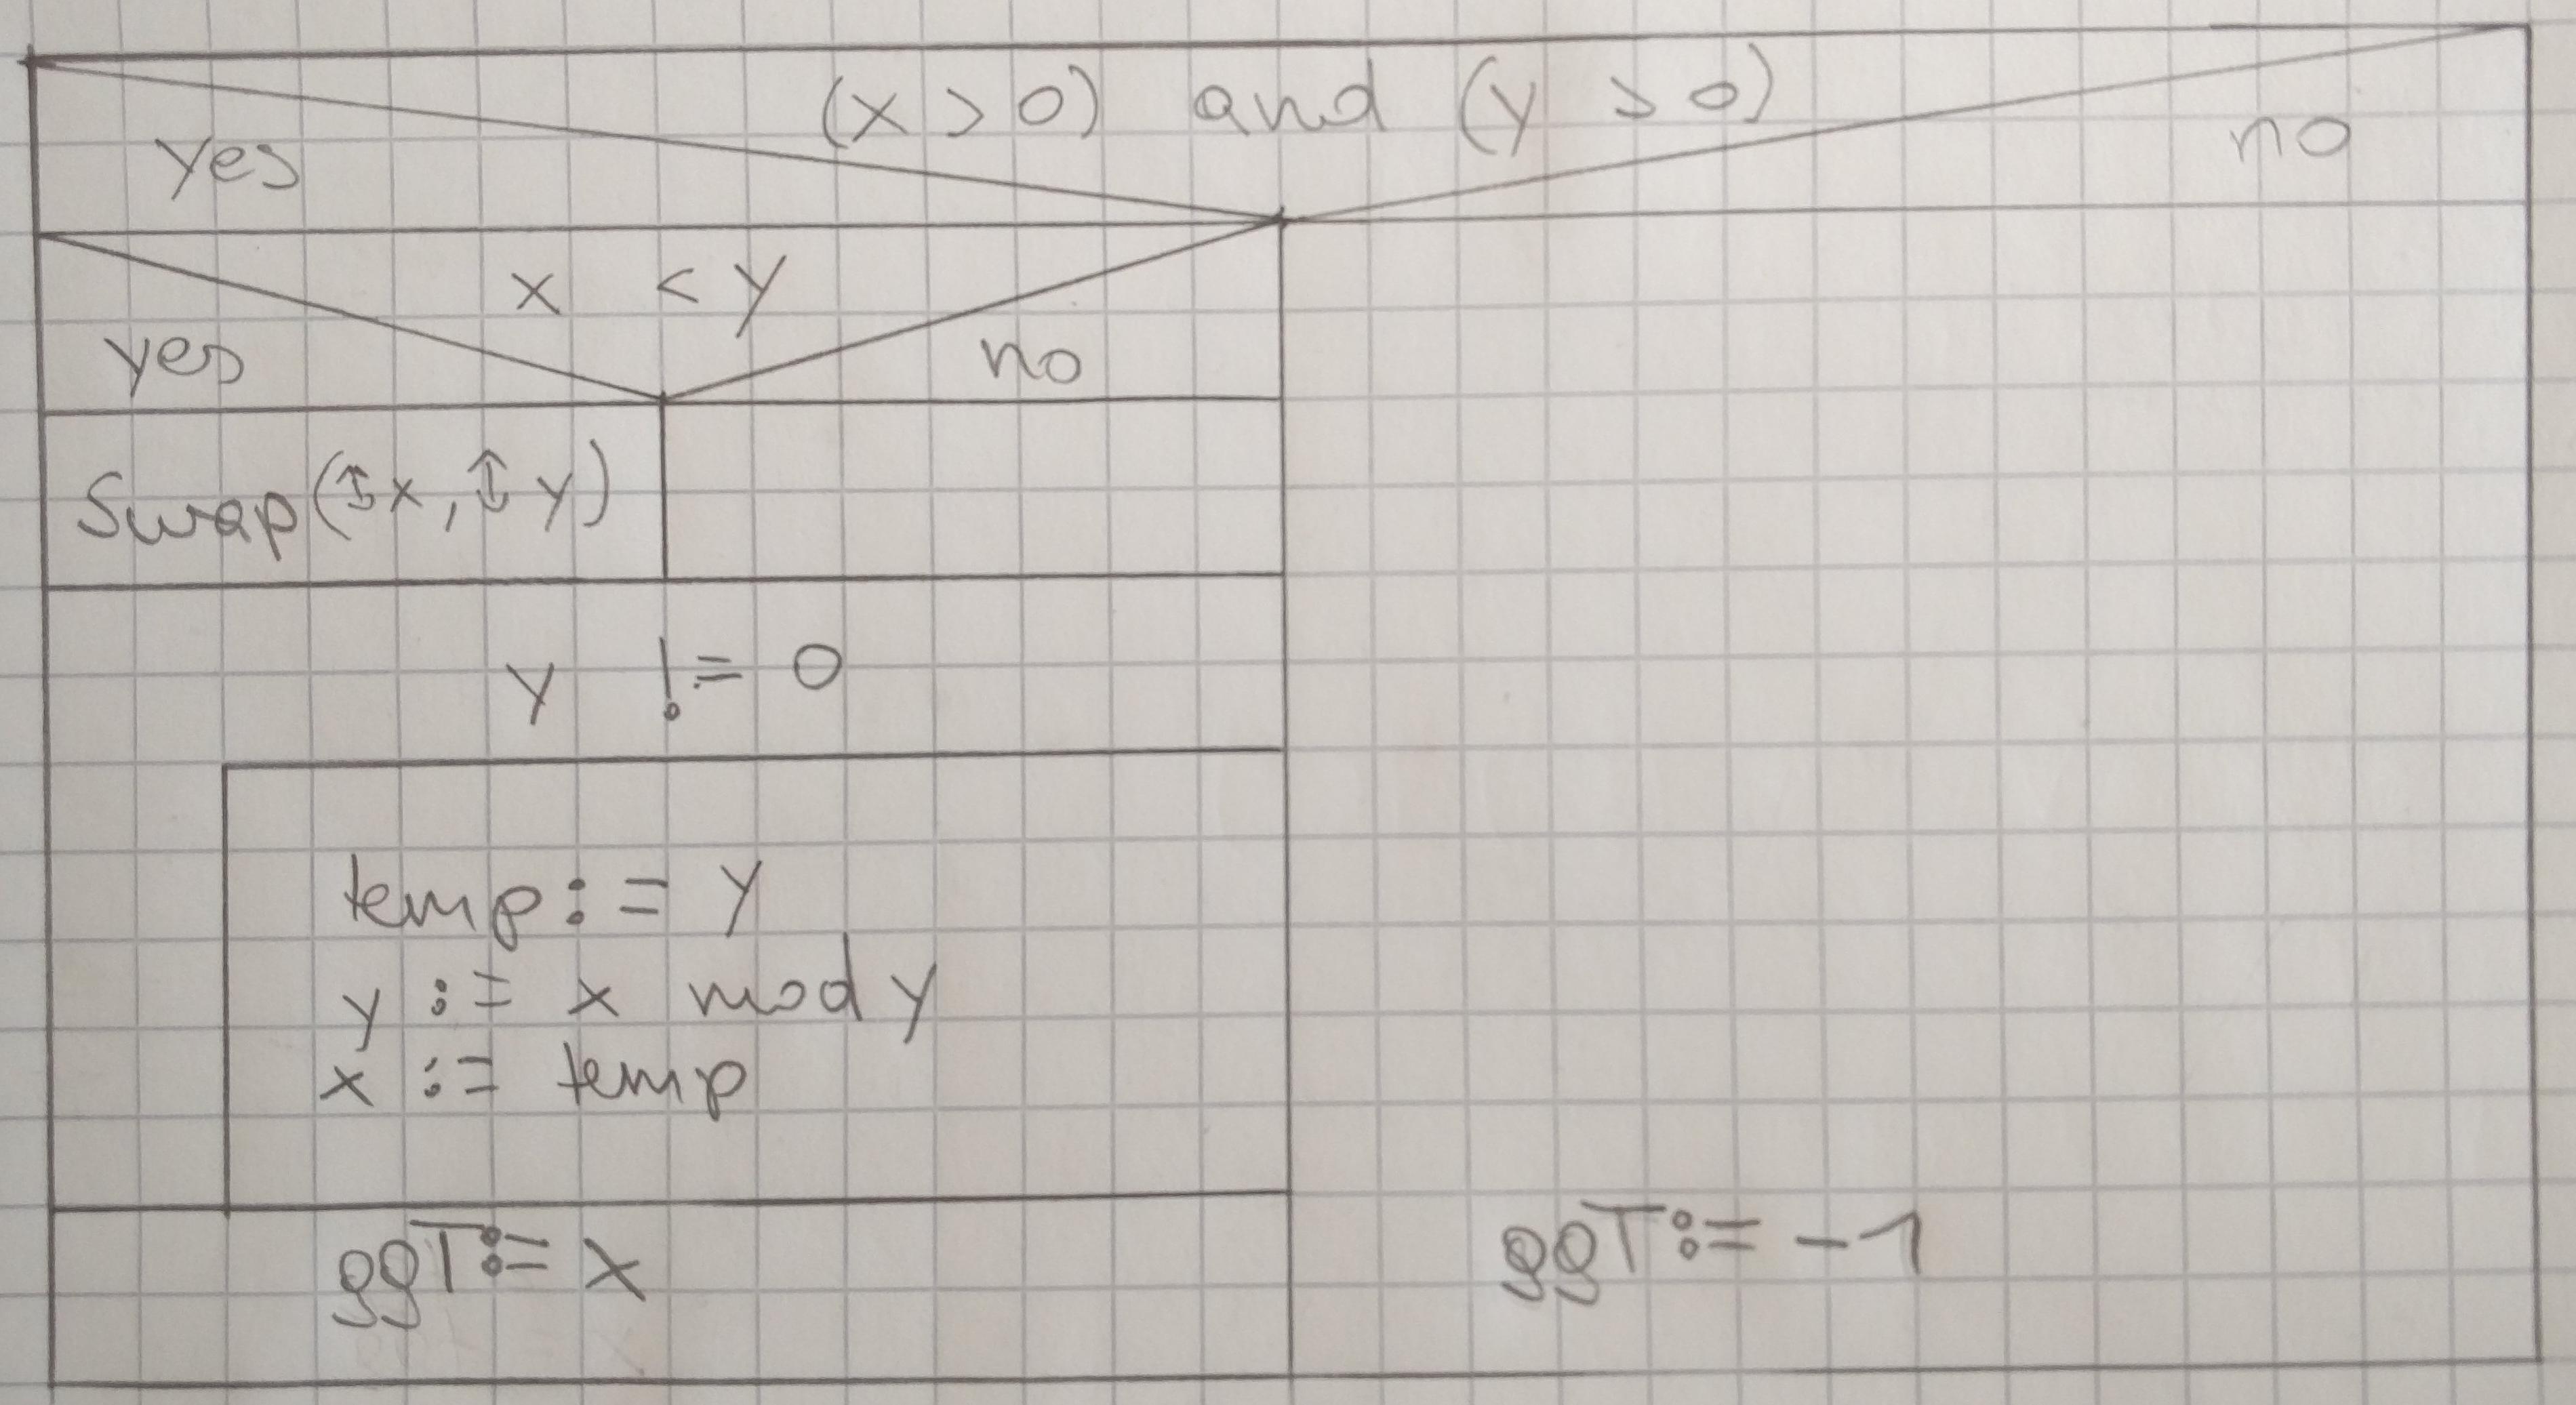 (x > 0) and (y > 0)
yes
no
x < y
yes
no
Swap(↕x, ↕y)
y != 0
temp := y
y := x mod y
x := temp
ggT := x
ggT := -1